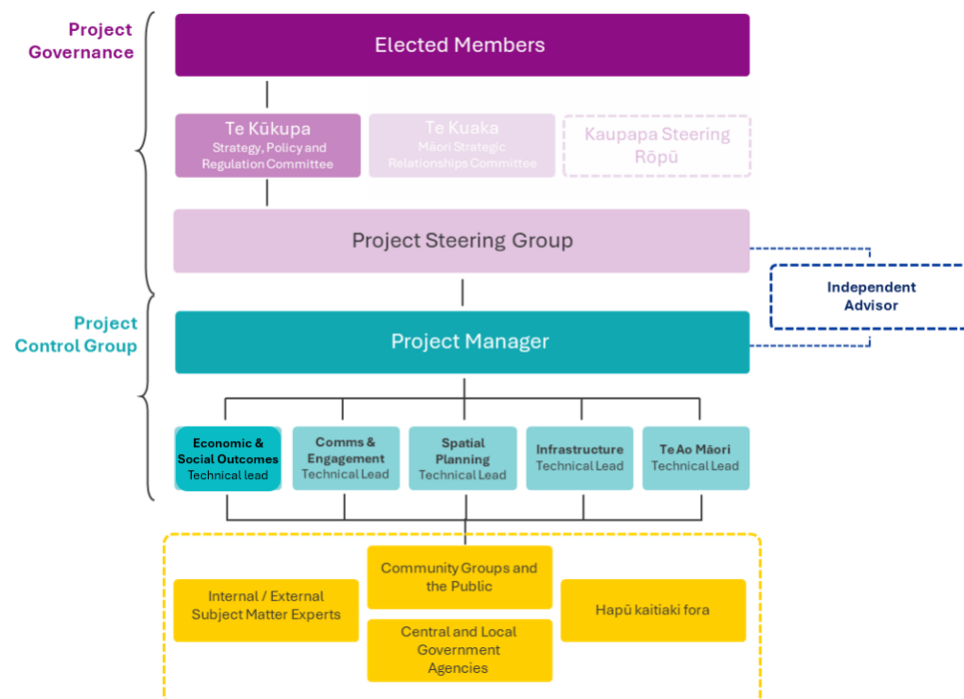 Project
Governance
Elected Members
Te Kūkupa
Strategy, Policy and
Regulation Committee
Te Kuaka
Māori Strategic
Relationships Committee
Kaupapa Steering
Rōpū
Project Steering Group
Independent
Advisor
Project
Control Group
Project Manager
Economic &
Social Outcomes
Technical lead
Comms &
Engagement
Technical Lead
Spatial
Planning
Technical Lead
Infrastructure
Technical Lead
Te Ao Māori
Technical Lead
Internal / External
Subject Matter Experts
Community Groups and
the Public
Central and Local
Government
Agencies
Hapū kaitiaki fora